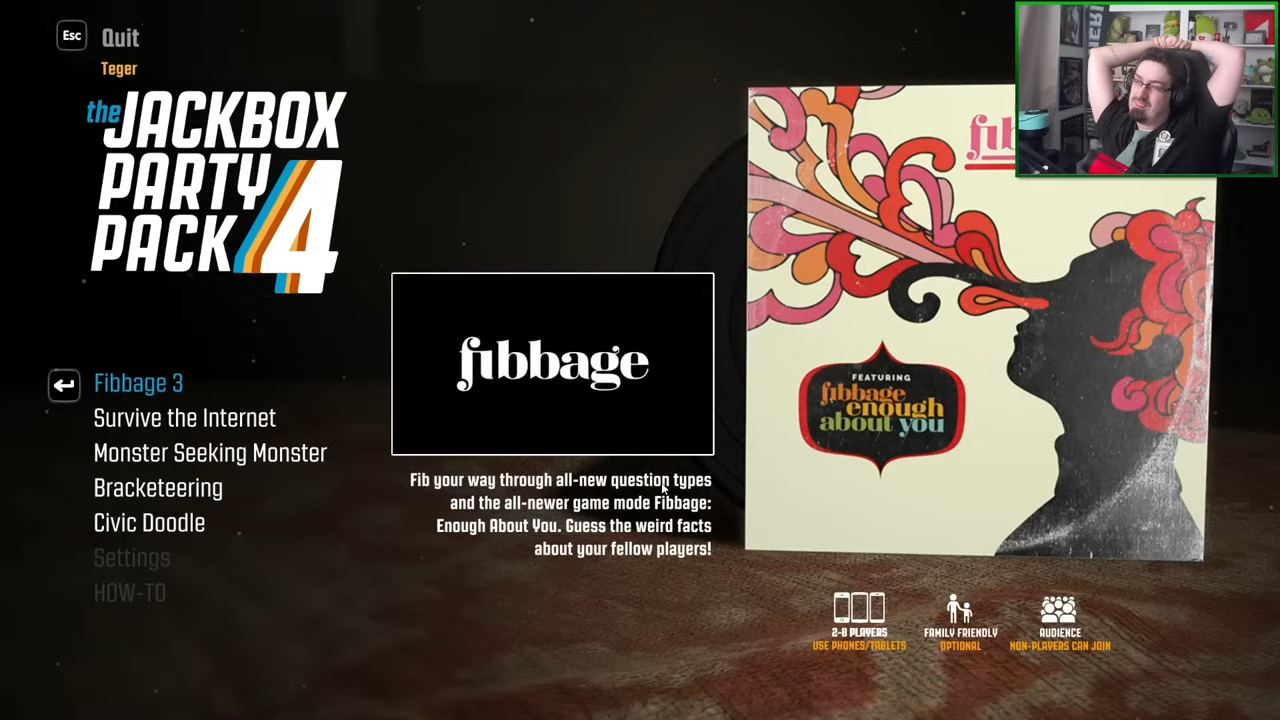 Esc Quit
Teger
the JACKBOX
PARTY
PACK 4
Fibbage 3
Survive the Internet
Monster Seeking Monster
Bracketeering
Civic Doodle
Settings
HOW-TO
fibbage
Fib your way through all-new question types
and the all-newer game mode Fibbage:
Enough About You. Guess the weird facts
about your fellow players!
fib
FEATURING
fibbage
enough
about you
2-8 PLAYERS
USE PHONES/TABLETS
FAMILY FRIENDLY
OPTIONAL
AUDIENCE
NON-PLAYERS CAN JOIN